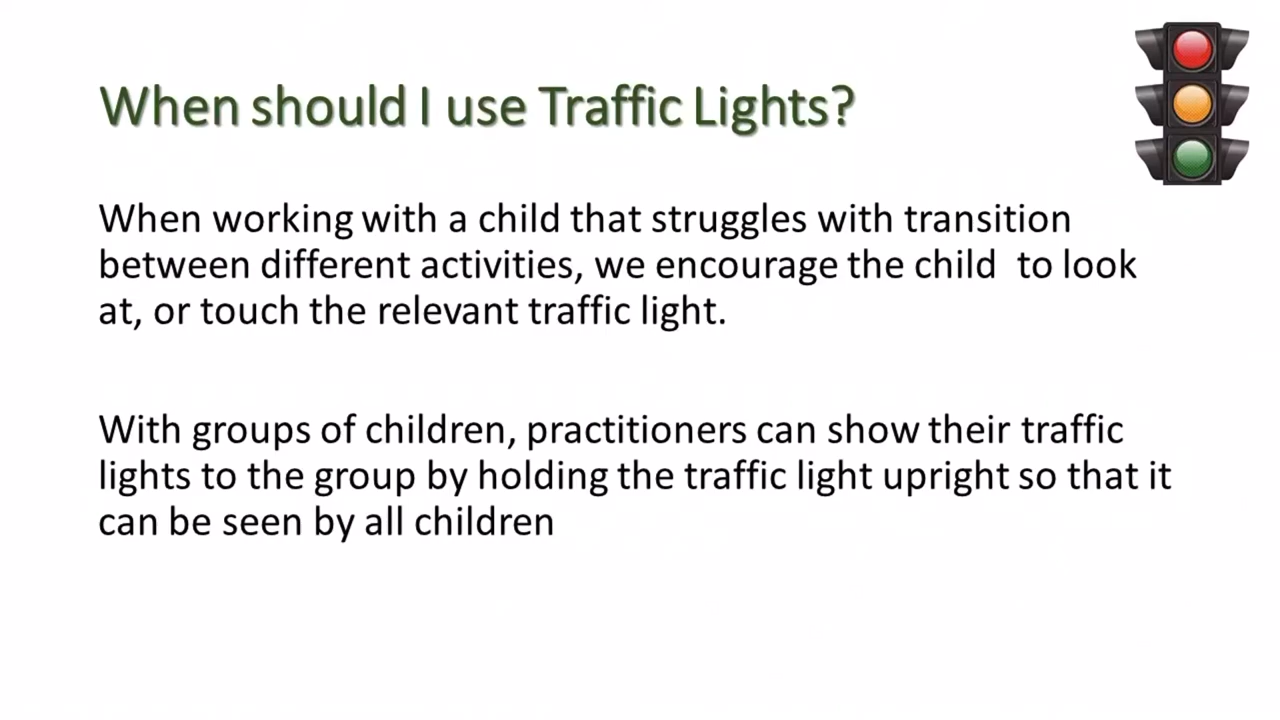 When should I use Traffic Lights?
When working with a child that struggles with transition
between different activities, we encourage the child  to look
at, or touch the relevant traffic light.
With groups of children, practitioners can show their traffic
lights to the group by holding the traffic light upright so that it
can be seen by all children